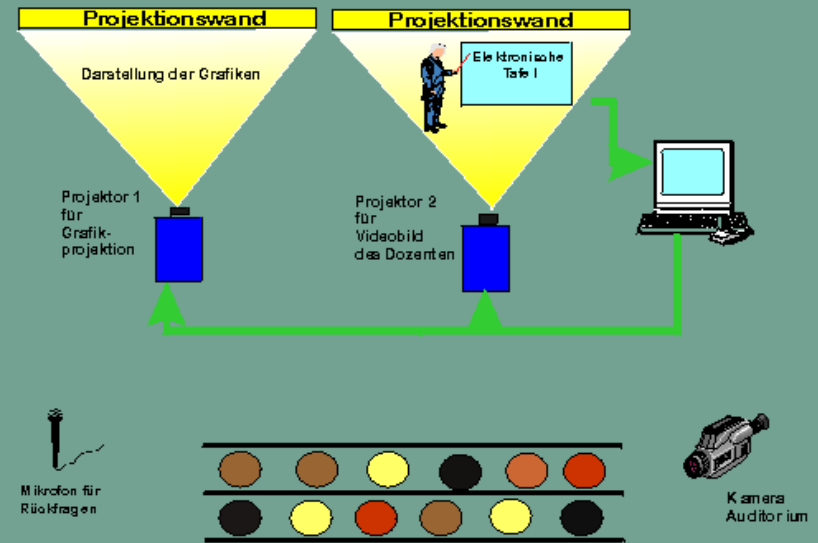 Projektionswand
Projektionswand
Darstellung der Grafiken
Elektronische
Tafel
Projektor 1
für
Grafik-
projektion
Projektor 2
für
Videobild
des Dozenten
Mikrofon für
Rückfragen
Kamera
Auditorium